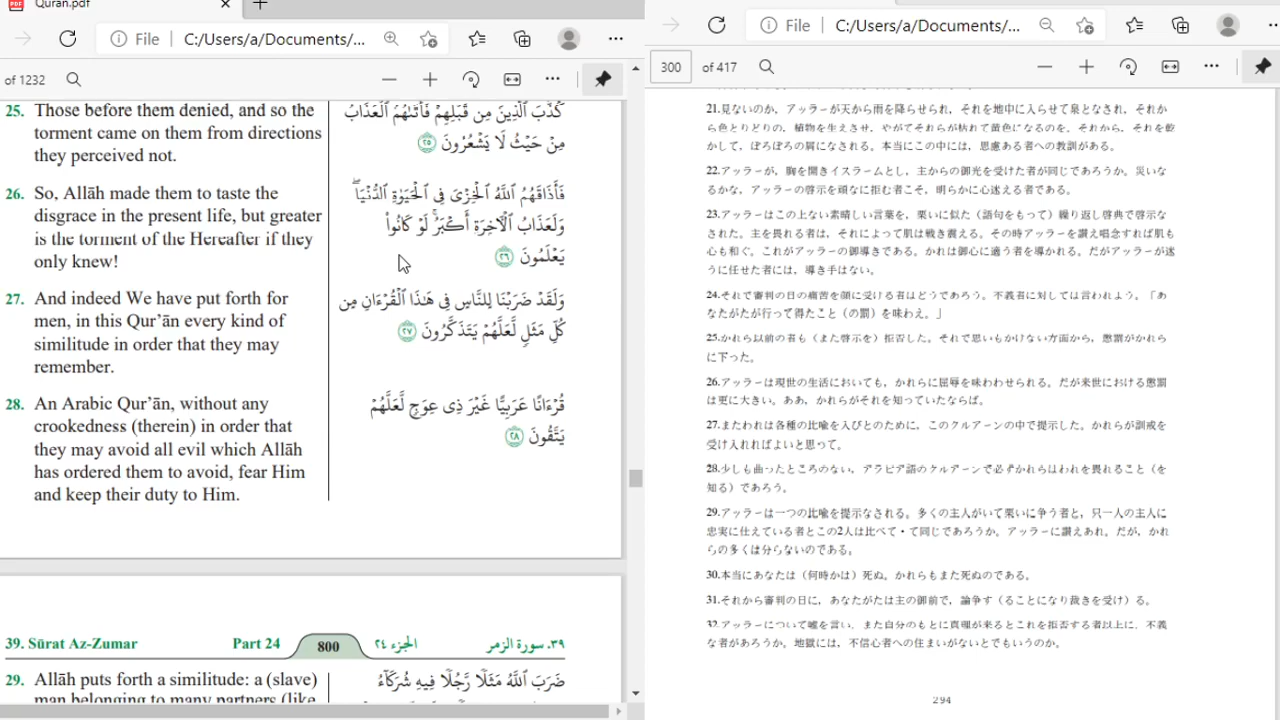 Quran.pdf
File
C:/Users/a/Documents/...
of 1232
25. Those before them denied, and so the
torment came on them from directions
they perceived not.
كَذَّبَ ٱلَّذِينَ مِن قَبْلِهِمْ فَأَتَىٰهُمُ ٱلْعَذَابُ
مِنْ حَيْثُ لَا يَشْعُرُونَ ٢٥
26. So, Allāh made them to taste the
disgrace in the present life, but greater
is the torment of the Hereafter if they
only knew!
فَأَذَاقَهُمُ ٱللَّهُ ٱلْخِزْىَ فِى ٱلْحَيَوٰةِ ٱلدُّنْيَا ۖ
وَلَعَذَابُ ٱلْـَٔاخِرَةِ أَكْبَرُ ۚ لَوْ كَانُوا۟
يَعْلَمُونَ ٢٦
27. And indeed We have put forth for
men, in this Qur’ān every kind of
similitude in order that they may
remember.
وَلَقَدْ ضَرَبْنَا لِلنَّاسِ فِى هَـٰذَا ٱلْقُرْءَانِ مِن
كُلِّ مَثَلٍ لَّعَلَّهُمْ يَتَذَكَّرُونَ ٢٧
28. An Arabic Qur’ān, without any
crookedness (therein) in order that
they may avoid all evil which Allāh
has ordered them to avoid, fear Him
and keep their duty to Him.
قُرْءَانًا عَرَبِيًّا غَيْرَ ذِى عِوَجٍ لَّعَلَّهُمْ
يَتَّقُونَ ٢٨
39. Sūrat Az-Zumar Part 24 800 الجزء ٢٤ ٣٩. سورة الزمر
29. Allāh puts forth a similitude: a (slave)
man belonging to many partners (like
ضَرَبَ ٱللَّهُ مَثَلًا رَّجُلًا فِيهِ شُرَكَآءُ
File
C:/Users/a/Documents/...
300 of 417
21.見ないのか，アッラーが天から雨を降らせられ，それを地中に入らせて泉となされ，それか
ら色とりどりの，植物を生えさせ，やがてそれらが枯れて黄色になるのを。それから，それを乾
かして，ぼろぼろの屑になされる。本当にこの中には，思慮ある者への教訓がある。
22.アッラーが，胸を開きイスラームとし，主からの御光を受けた者が同じであろうか。災いな
るかな，アッラーの啓示を頑なに拒む者こそ，明らかに心迷える者である。
23.アッラーはこの上ない素晴しい言葉を，栗いに似た（語句をもって）繰り返し啓典で啓示な
された。主を畏れる者は，それによって肌は戦き震える。その時アッラーを讃え唱念すれば肌も
心も和ぐ。これがアッラーの御導きである。かれは御心に適う者を導かれる。だがアッラーが迷
うに任せた者には，導き手はない。
24.それで審判の日の痛苦を顔に受ける者はどうであろう。不義者に対しては言われよう。「あ
なたがたが行って得たこと（の罰）を味わえ。」
25.かれら以前の者も（また啓示を）拒否した。それで思いもかけない方面から，懲罰がかれら
に下った。
26.アッラーは現世の生活においても，かれらに屈辱を味わわせられる。だが来世における懲罰
は更に大きい。ああ，かれらがそれを知っていたならば。
27.またわれは各種の比喩を人びとのために，このクルアーンの中で提示した。かれらが訓戒を
受け入れればよいと思って。
28.少しも曲ったところのない，アラビア語のクルアーンで必ずかれらはわれを畏れること（を
知る）であろう。
29.アッラーは一つの比喩を提示なされる。多くの主人がいて栗いに争う者と，只一人の主人に
忠実に仕えている者とこの2人は比べて・て同じであろうか。アッラーに讃えあれ。だが，かれ
らの多くは分らないのである。
30.本当にあなたは（何時かは）死ぬ。かれらもまた死ぬのである。
31.それから審判の日に，あなたがたは主の御前で，論争す（ることになり裁きを受け）る。
32.アッラーについて嘘を言い，また自分のもとに真理が来るとこれを拒否する者以上に，不義
な者があろうか。地獄には，不信心者への住まいがないとでもいうのか。
294